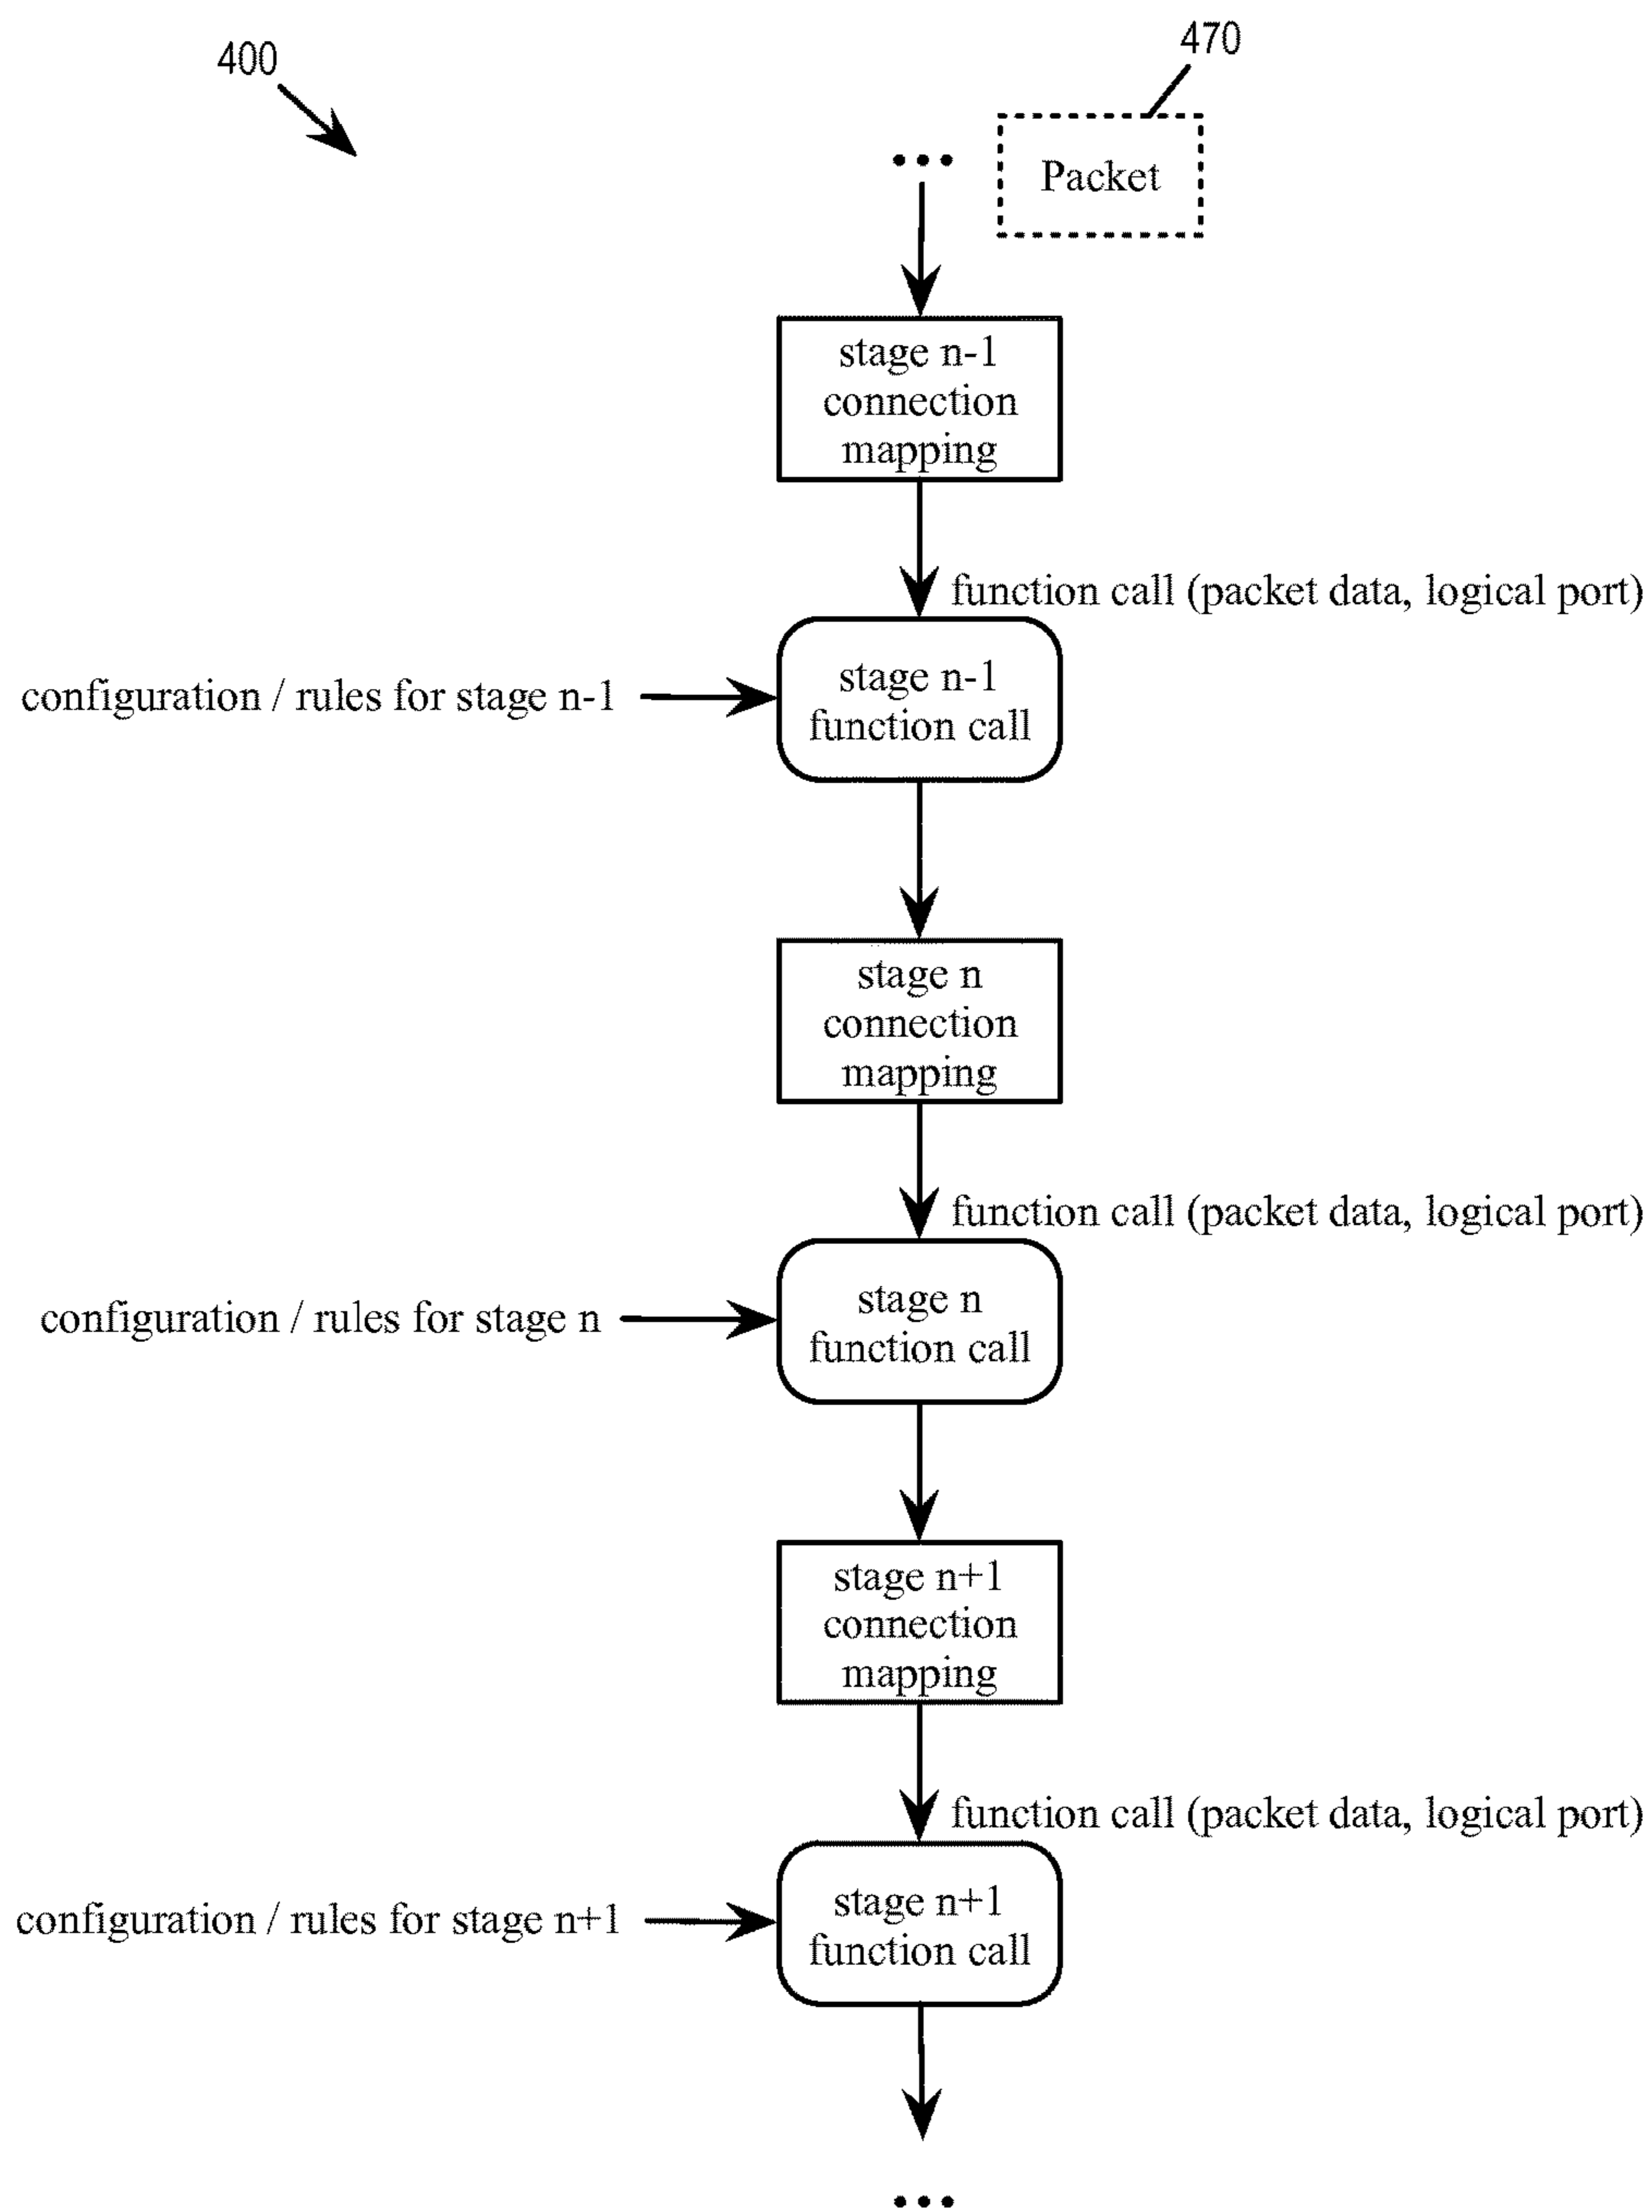 400
470
...
Packet
stage n-1
connection
mapping
function call (packet data, logical port)
stage n-1
function call
configuration / rules for stage n-1
stage n
connection
mapping
function call (packet data, logical port)
stage n
function call
configuration / rules for stage n
stage n+1
connection
mapping
function call (packet data, logical port)
stage n+1
function call
configuration / rules for stage n+1
...